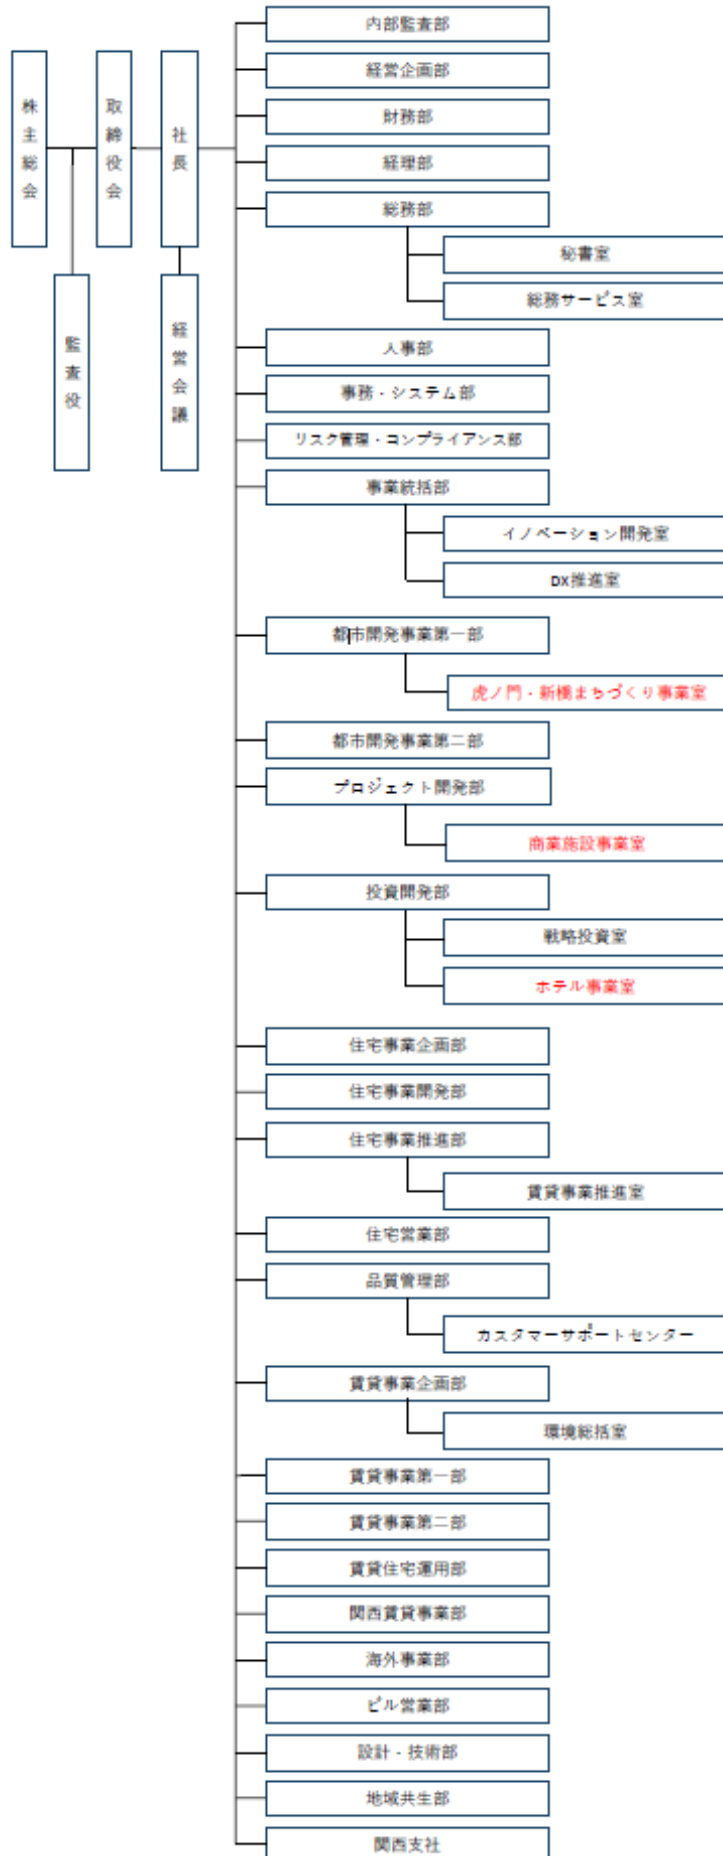 株主総会
取締役会
社長
監査役
経営会議
内部監査部
経営企画部
財務部
経理部
総務部
秘書室
総務サービス室
人事部
事務・システム部
リスク管理・コンプライアンス部
事業統括部
イノベーション開発室
DX推進室
都市開発事業第一部
虎ノ門・新橋まちづくり事業室
都市開発事業第二部
プロジェクト開発部
商業施設事業室
投資開発部
戦略投資室
ホテル事業室
住宅事業企画部
住宅事業開発部
住宅事業推進部
賃貸事業推進室
住宅営業部
品質管理部
カスタマーサポートセンター
賃貸事業企画部
環境総括室
賃貸事業第一部
賃貸事業第二部
賃貸住宅運用部
関西賃貸事業部
海外事業部
ビル営業部
設計・技術部
地域共生部
関西支社